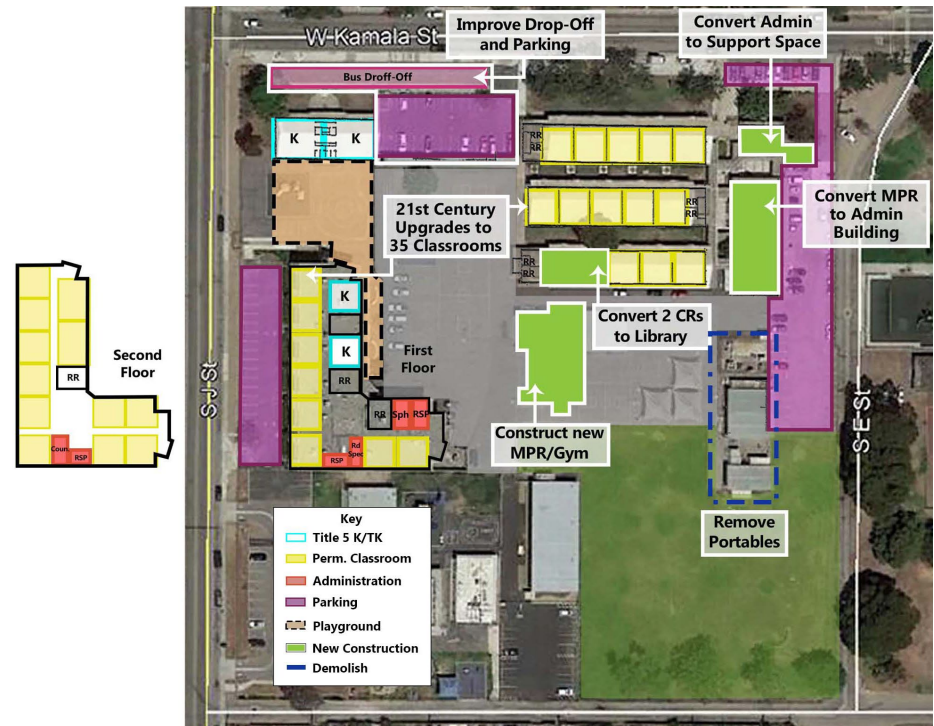 W Kamala St
Improve Drop-Off
and Parking
Convert Admin
to Support Space
Bus Droff-Off
K
K
RR
RR
21st Century
Upgrades to
35 Classrooms
RR
RR
Convert MPR
to Admin
Building
RR
RR
Convert 2 CRs
to Library
K
K
RR
First
Floor
Second
Floor
RR
S J St
S E St
RR
Sph
RSP
Coun.
RSP
RSP
Rd
Spec
Construct new
MPR/Gym
Remove
Portables
Key
Title 5 K/TK
Perm. Classroom
Administration
Parking
Playground
New Construction
Demolish